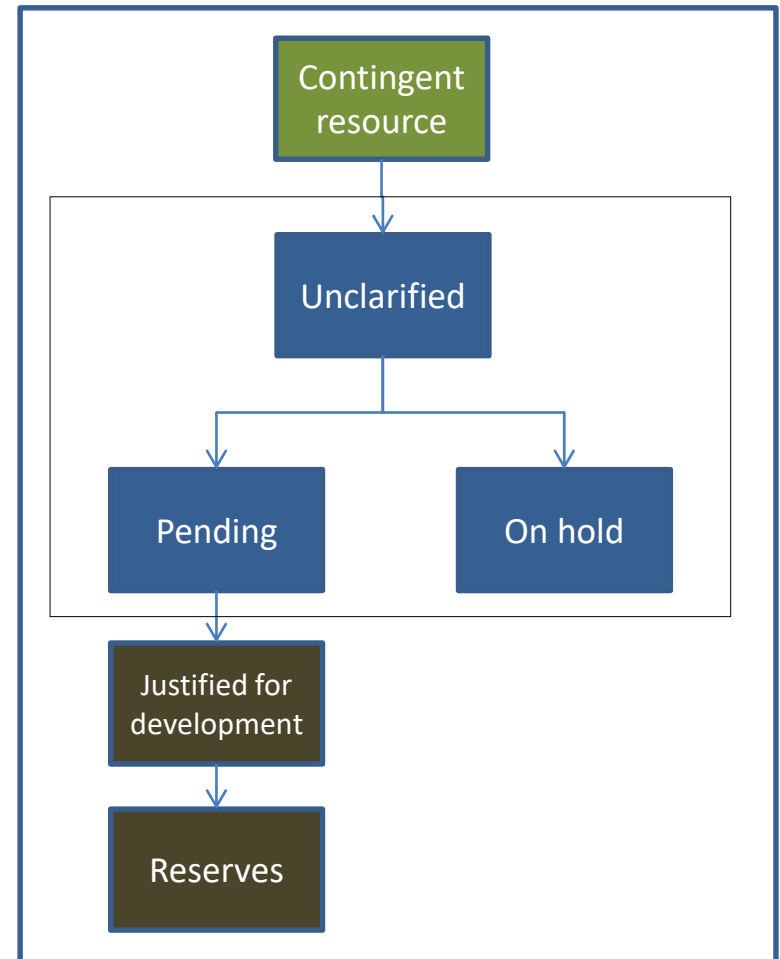 Contingent
resource
Unclarified
Pending
On hold
Justified for
development
Reserves